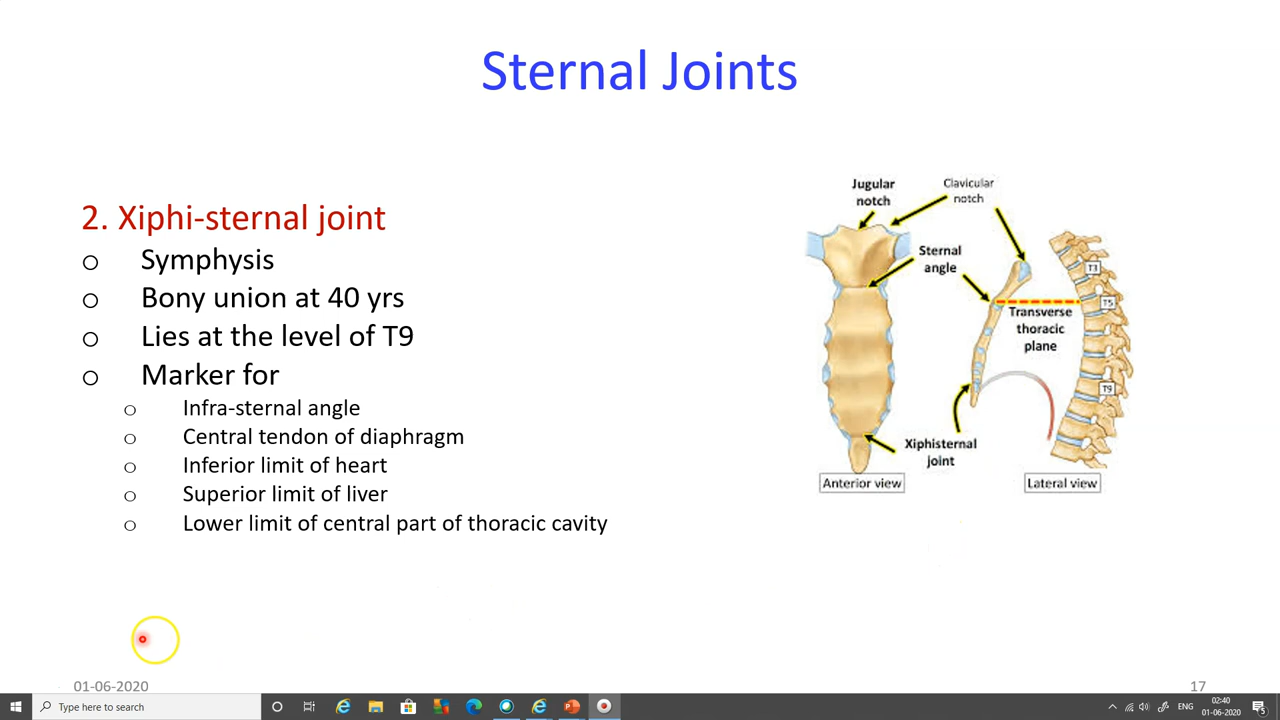 Sternal Joints
2. Xiphi-sternal joint
o Symphysis
o Bony union at 40 yrs
o Lies at the level of T9
o Marker for
o Infra-sternal angle
o Central tendon of diaphragm
o Inferior limit of heart
o Superior limit of liver
o Lower limit of central part of thoracic cavity
Jugular
notch
Clavicular
notch
Sternal
angle
T3
T5
Transverse
thoracic
plane
T9
Xiphisternal
joint
Anterior view
Lateral view
01-06-2020
17
Type here to search
ENG
02:40
01-06-2020
5